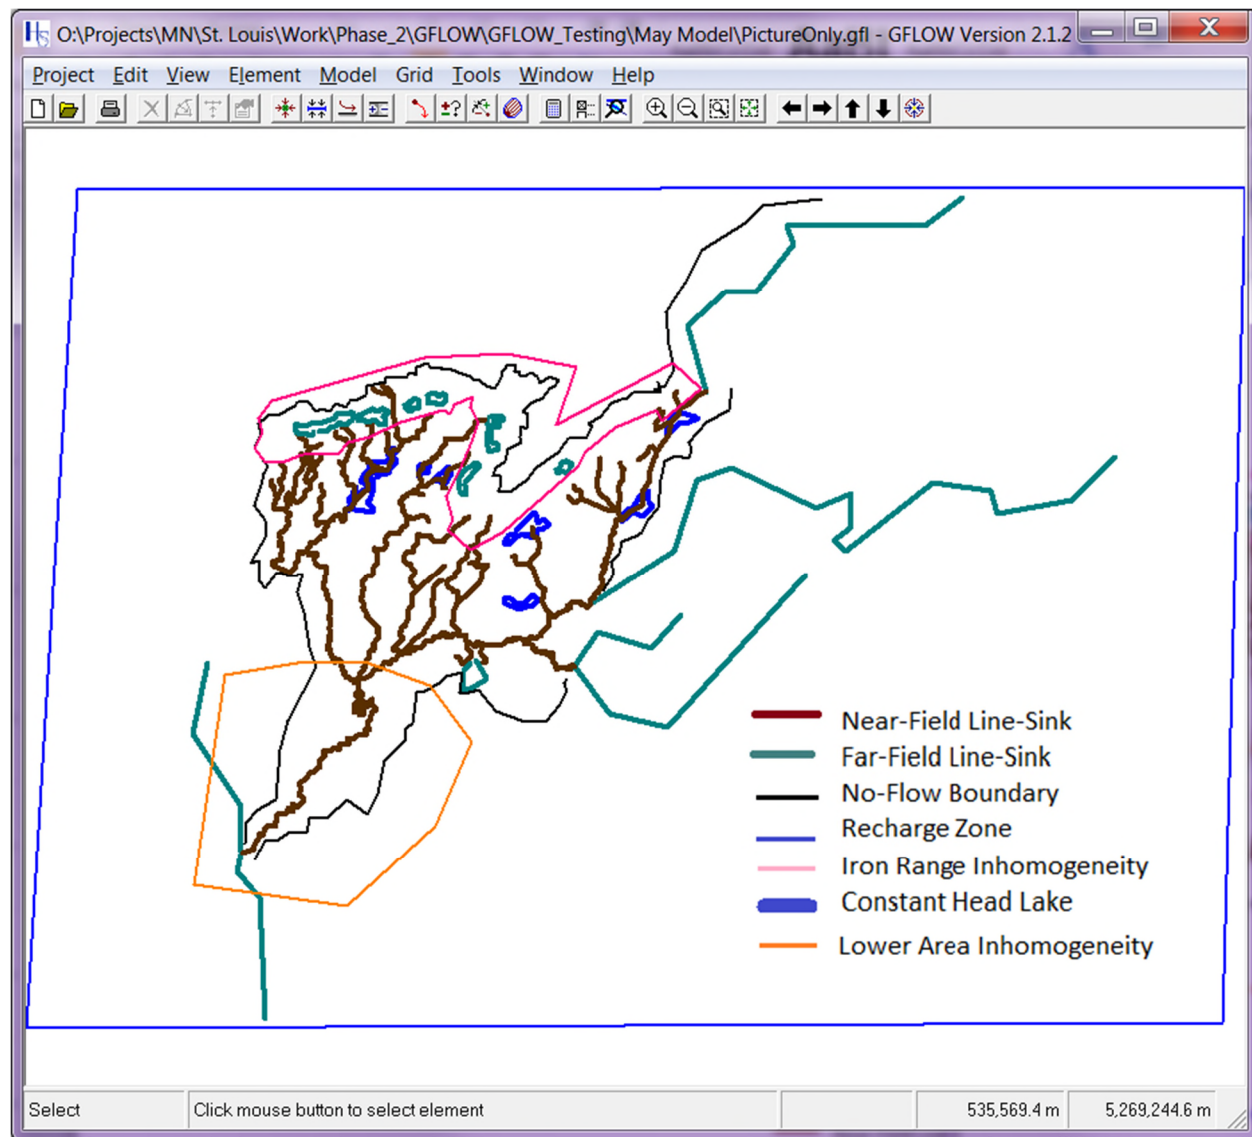 O:\Projects\MN\St. Louis\Work\Phase_2\GFLOW\GFLOW_Testing\May Model\PictureOnly.gfl - GFLOW Version 2.1.2
Project Edit View Element Model Grid Tools Window Help
Near-Field Line-Sink
Far-Field Line-Sink
No-Flow Boundary
Recharge Zone
Iron Range Inhomogeneity
Constant Head Lake
Lower Area Inhomogeneity
Select Click mouse button to select element 535,569.4 m 5,269,244.6 m